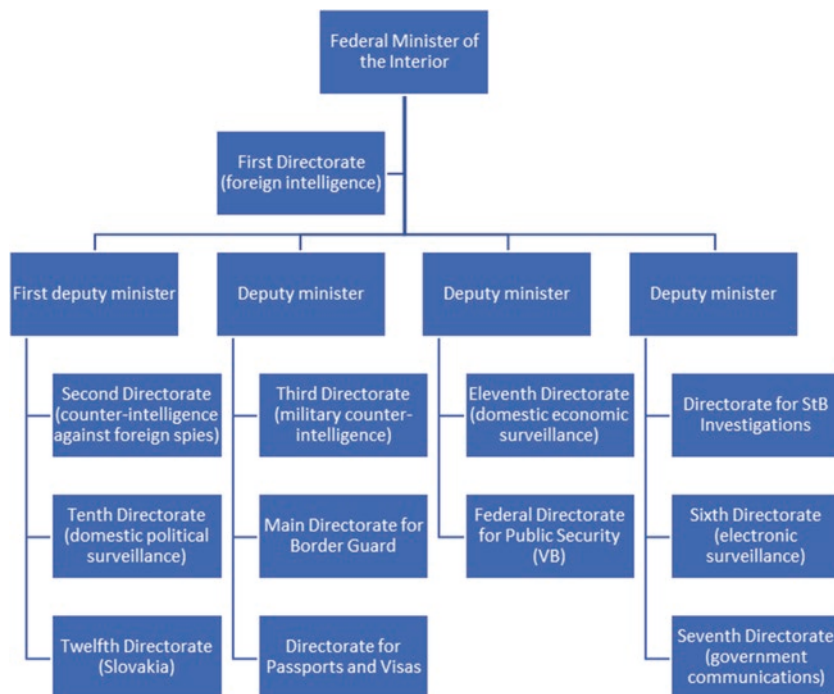 Federal Minister of
the Interior
First Directorate
(foreign intelligence)
First deputy minister
Deputy minister
Deputy minister
Deputy minister
Second Directorate
(counter-intelligence
against foreign spies)
Tenth Directorate
(domestic political
surveillance)
Twelfth Directorate
(Slovakia)
Third Directorate
(military counter-
intelligence)
Main Directorate for
Border Guard
Directorate for
Passports and Visas
Eleventh Directorate
(domestic economic
surveillance)
Federal Directorate
for Public Security
(VB)
Directorate for StB
Investigations
Sixth Directorate
(electronic
surveillance)
Seventh Directorate
(government
communications)